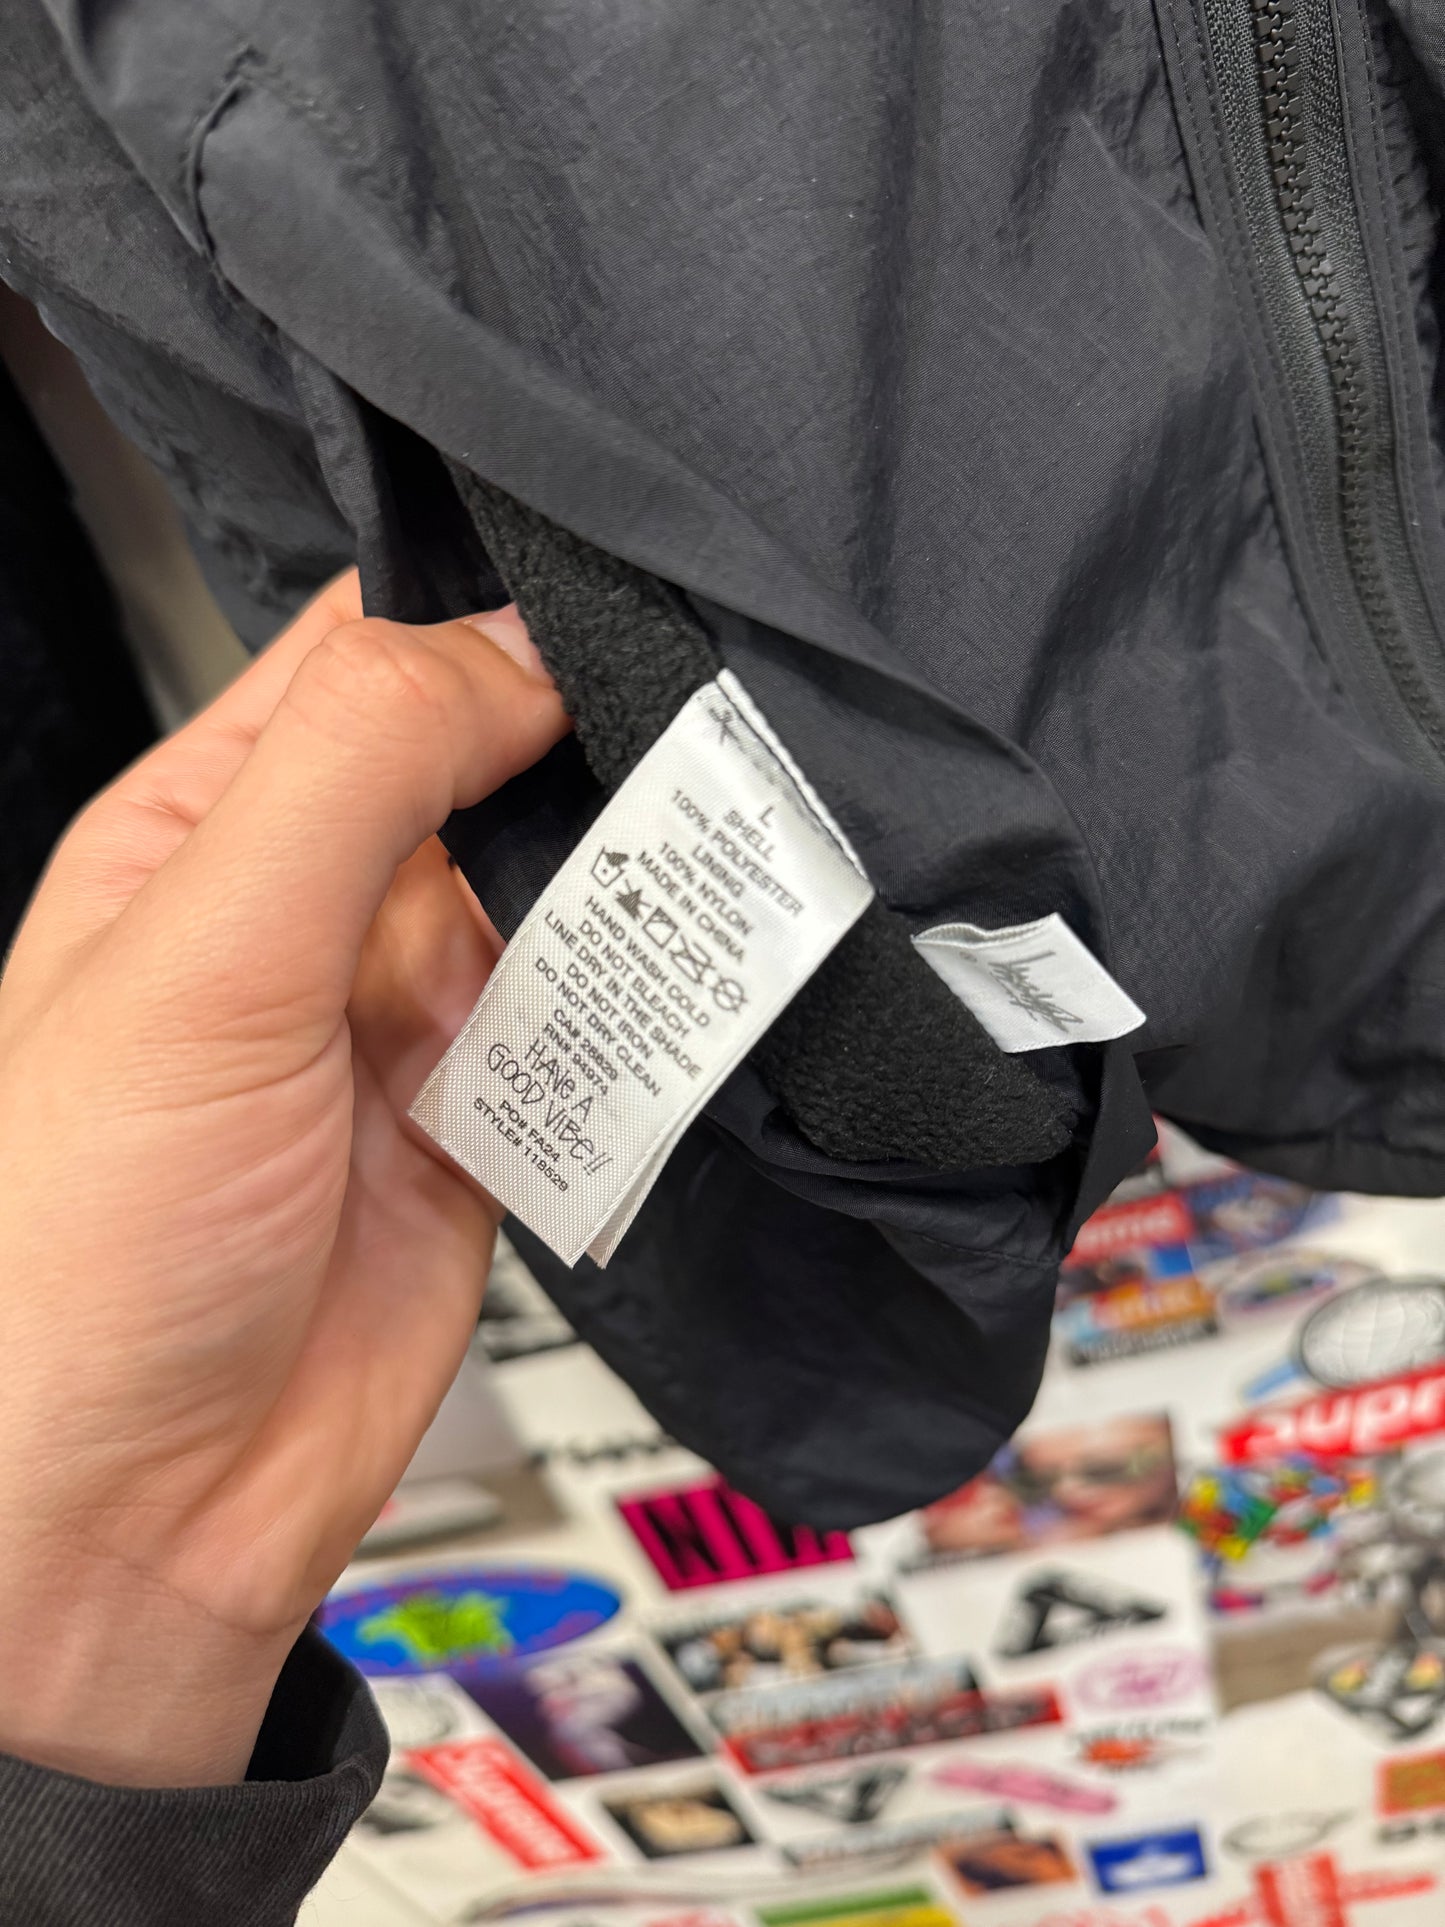 L
SHELL
100% POLYESTER
LINING
100% NYLON
MADE IN CHINA
HAND WASH COLD
DO NOT BLEACH
LINE DRY IN THE SHADE
DO NOT IRON
DO NOT DRY CLEAN
CA# 26629
RN# 94974
HAVE A
GOOD VIBE!!
PO# FA24
STYLE# 118529
Stüssy
®
Supreme